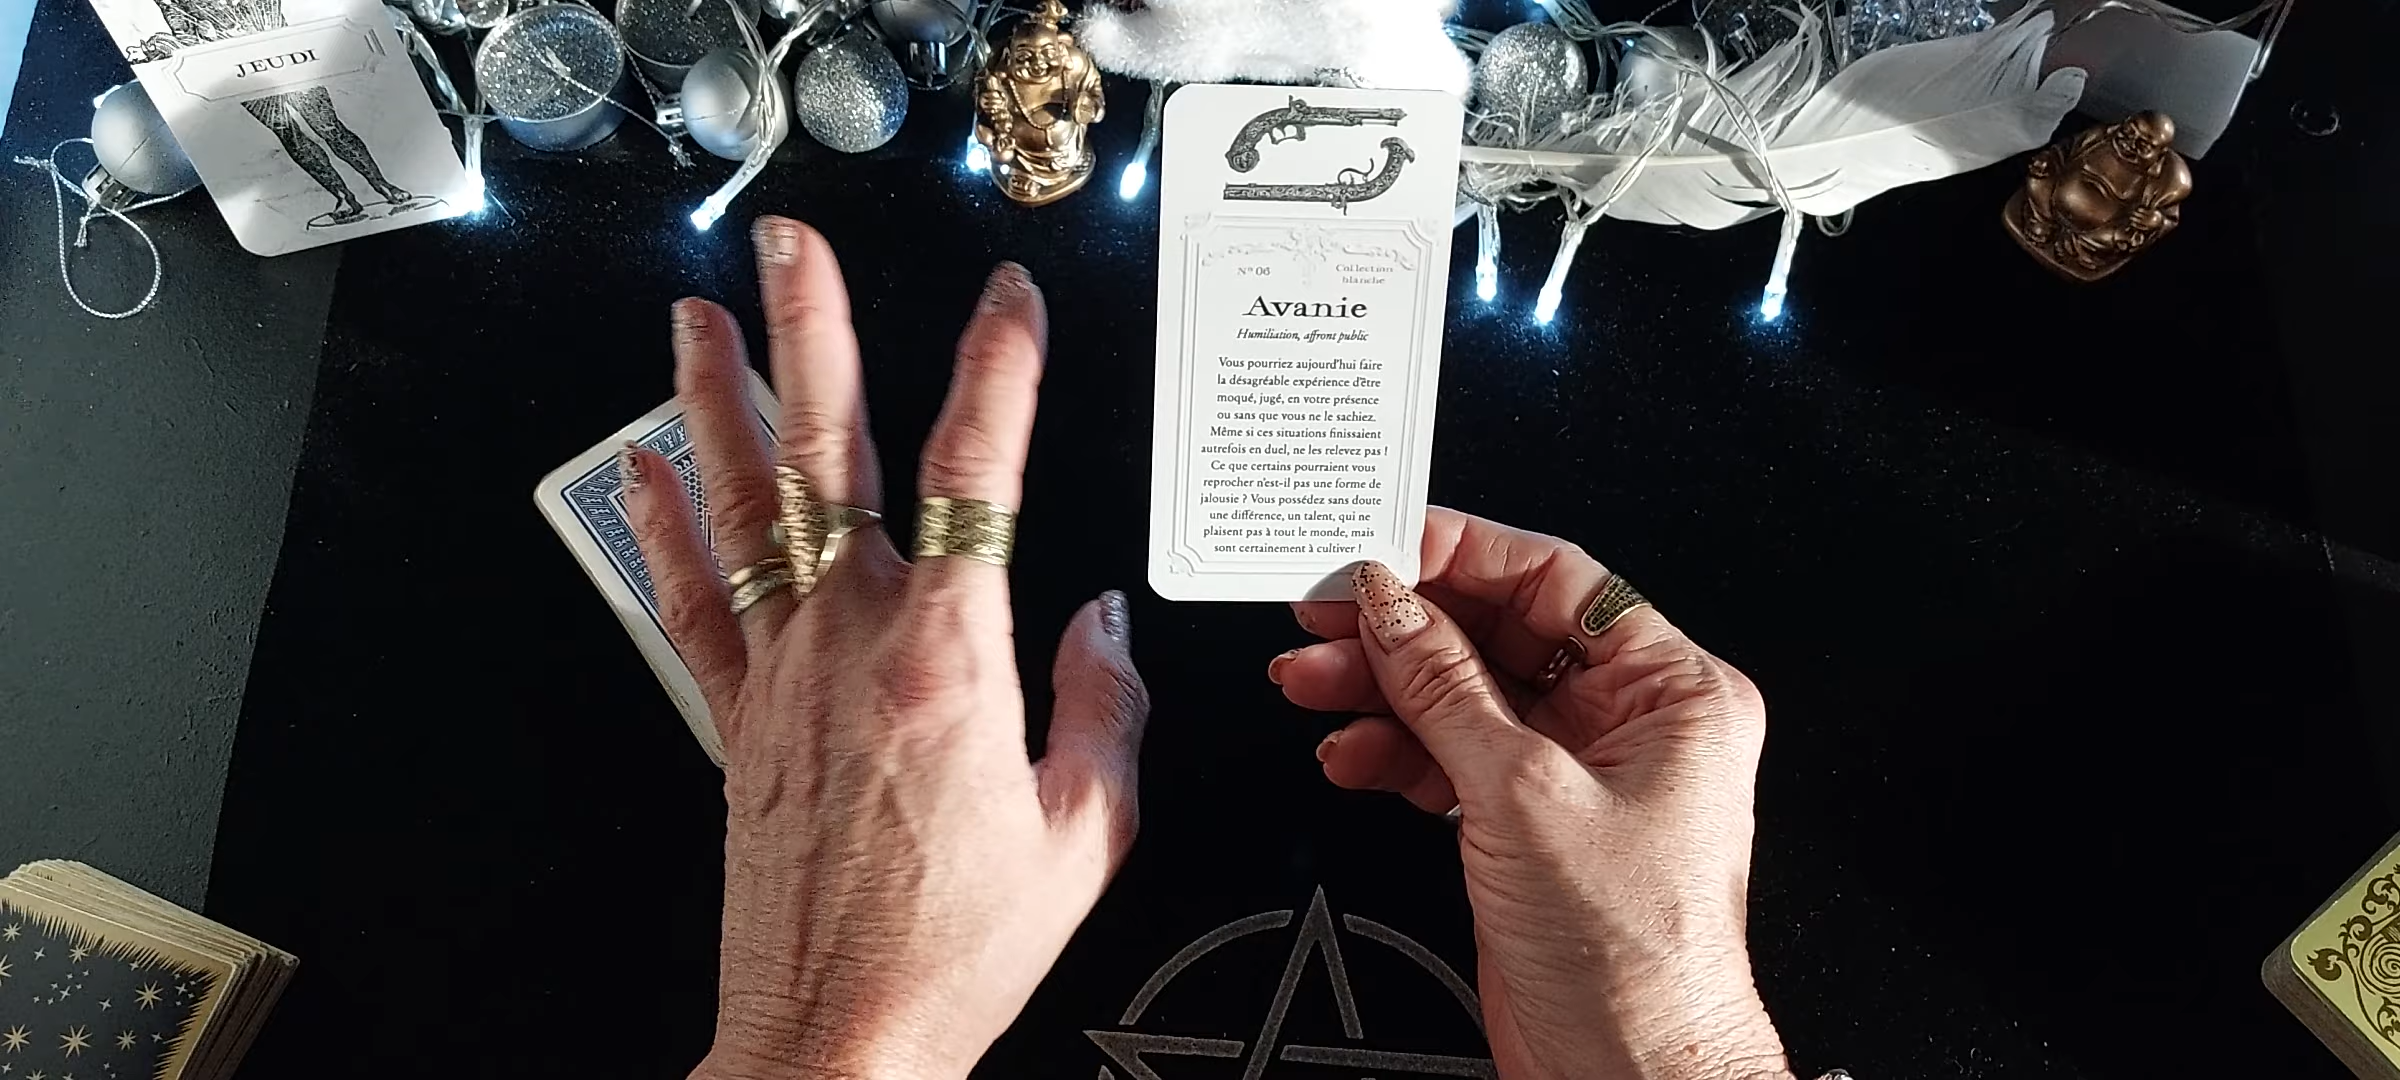 JEUDI
Nº 06
Collection
blanche
Avanie
Humiliation, affront public
Vous pourriez aujourd'hui faire
la désagréable expérience d'être
moqué, jugé, en votre présence
ou sans que vous ne le sachiez.
Même si ces situations finissaient
autrefois en duel, ne les relevez pas !
Ce que certains pourraient vous
reprocher n'est-il pas une forme de
jalousie ? Vous possédez sans doute
une différence, un talent, qui ne
plaisent pas à tout le monde, mais
sont certainement à cultiver !